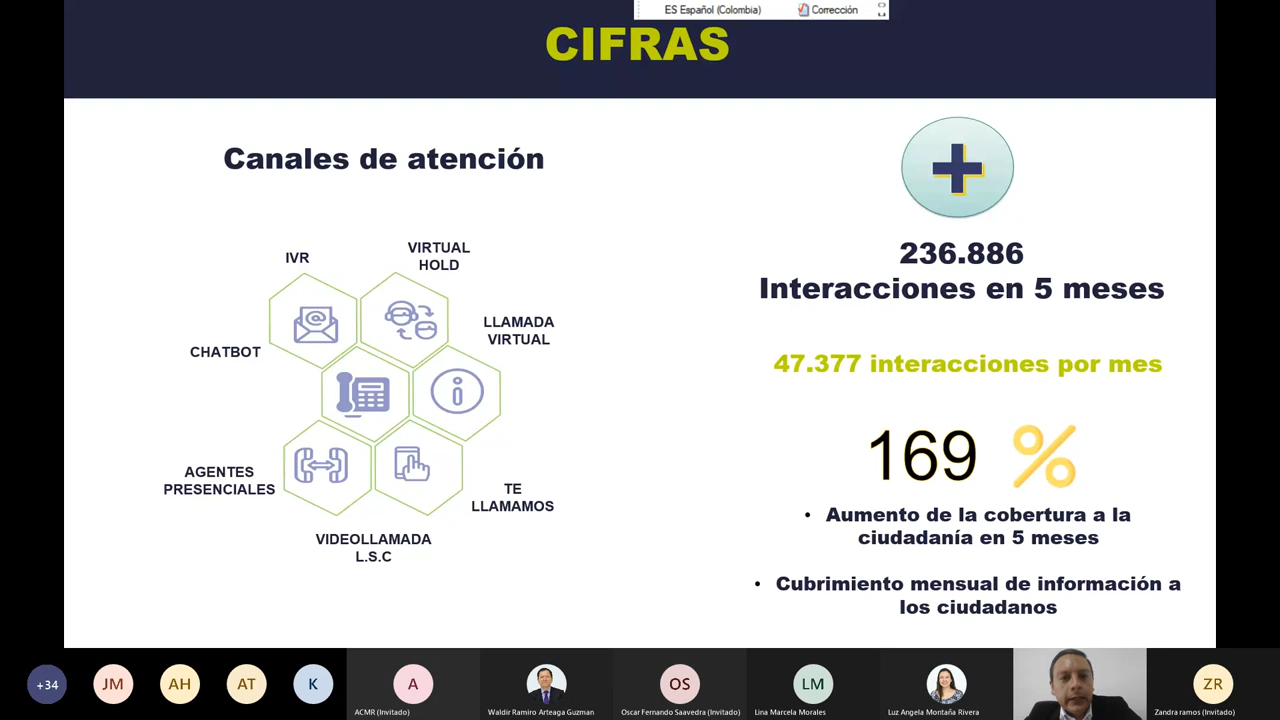 ES Español (Colombia)
Corrección
CIFRAS
Canales de atención
IVR
VIRTUAL
HOLD
LLAMADA
VIRTUAL
CHATBOT
AGENTES
PRESENCIALES
TE
LLAMAMOS
VIDEOLLAMADA
L.S.C
236.886
Interacciones en 5 meses
47.377 interacciones por mes
169 %
• Aumento de la cobertura a la
ciudadanía en 5 meses
• Cubrimiento mensual de información a
los ciudadanos
+34
JM
AH
AT
K
A
OS
LM
ZR
ACMR (Invitado)
Waldir Ramiro Arteaga Guzman
Oscar Fernando Saavedra (Invitado)
Lina Marcela Morales
Luz Angela Montaña Rivera
Zandra ramos (Invitado)